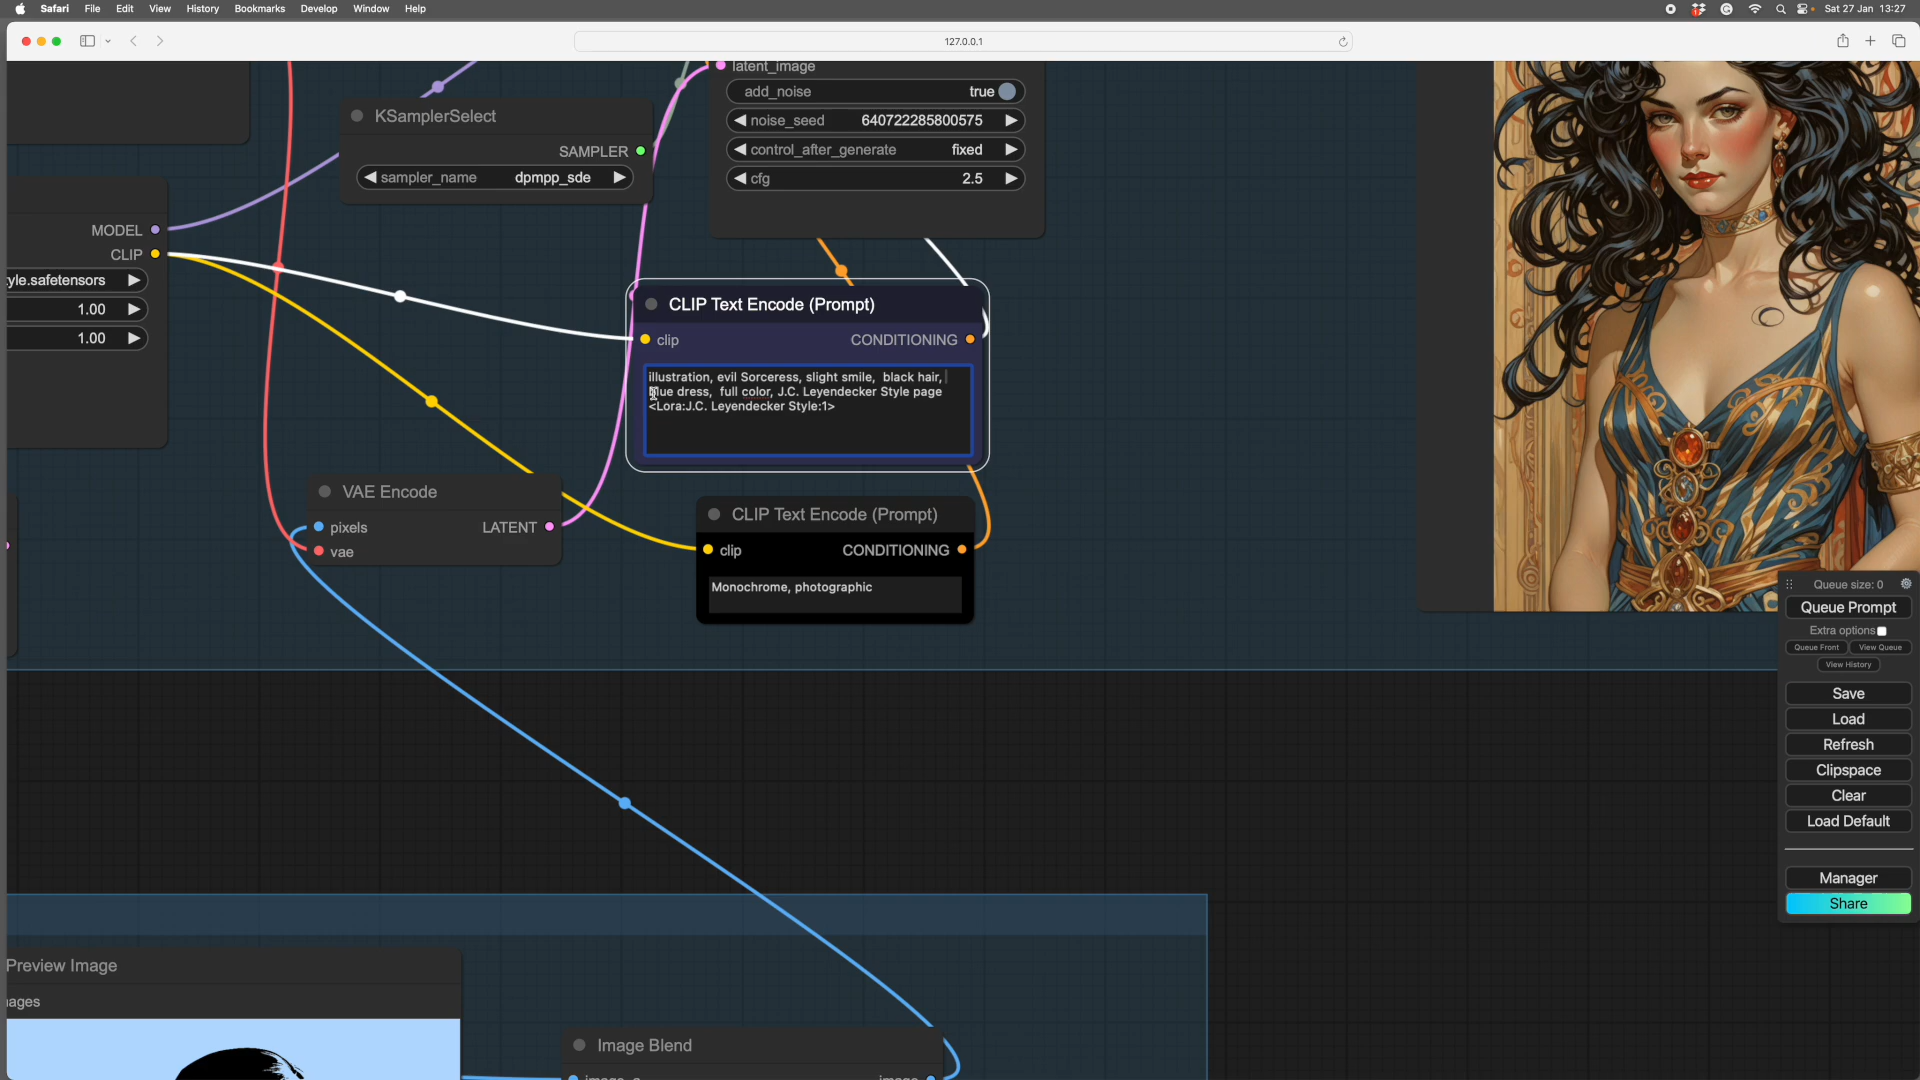 Safari File Edit View History Bookmarks Develop Window Help
Sat 27 Jan 13:27
127.0.0.1
latent_image
add_noise true
noise_seed 640722285800575
control_after_generate fixed
cfg 2.5
KSamplerSelect
SAMPLER
sampler_name dpmpp_sde
MODEL
CLIP
yle.safetensors
1.00
1.00
CLIP Text Encode (Prompt)
clip CONDITIONING
illustration, evil Sorceress, slight smile, black hair,
blue dress, full color, J.C. Leyendecker Style page
<Lora:J.C. Leyendecker Style:1>
VAE Encode
pixels LATENT
vae
CLIP Text Encode (Prompt)
clip CONDITIONING
Monochrome, photographic
Queue size: 0
Queue Prompt
Extra options
Queue Front View Queue
View History
Save
Load
Refresh
Clipspace
Clear
Load Default
Manager
Share
Preview Image
ages
Image Blend
image